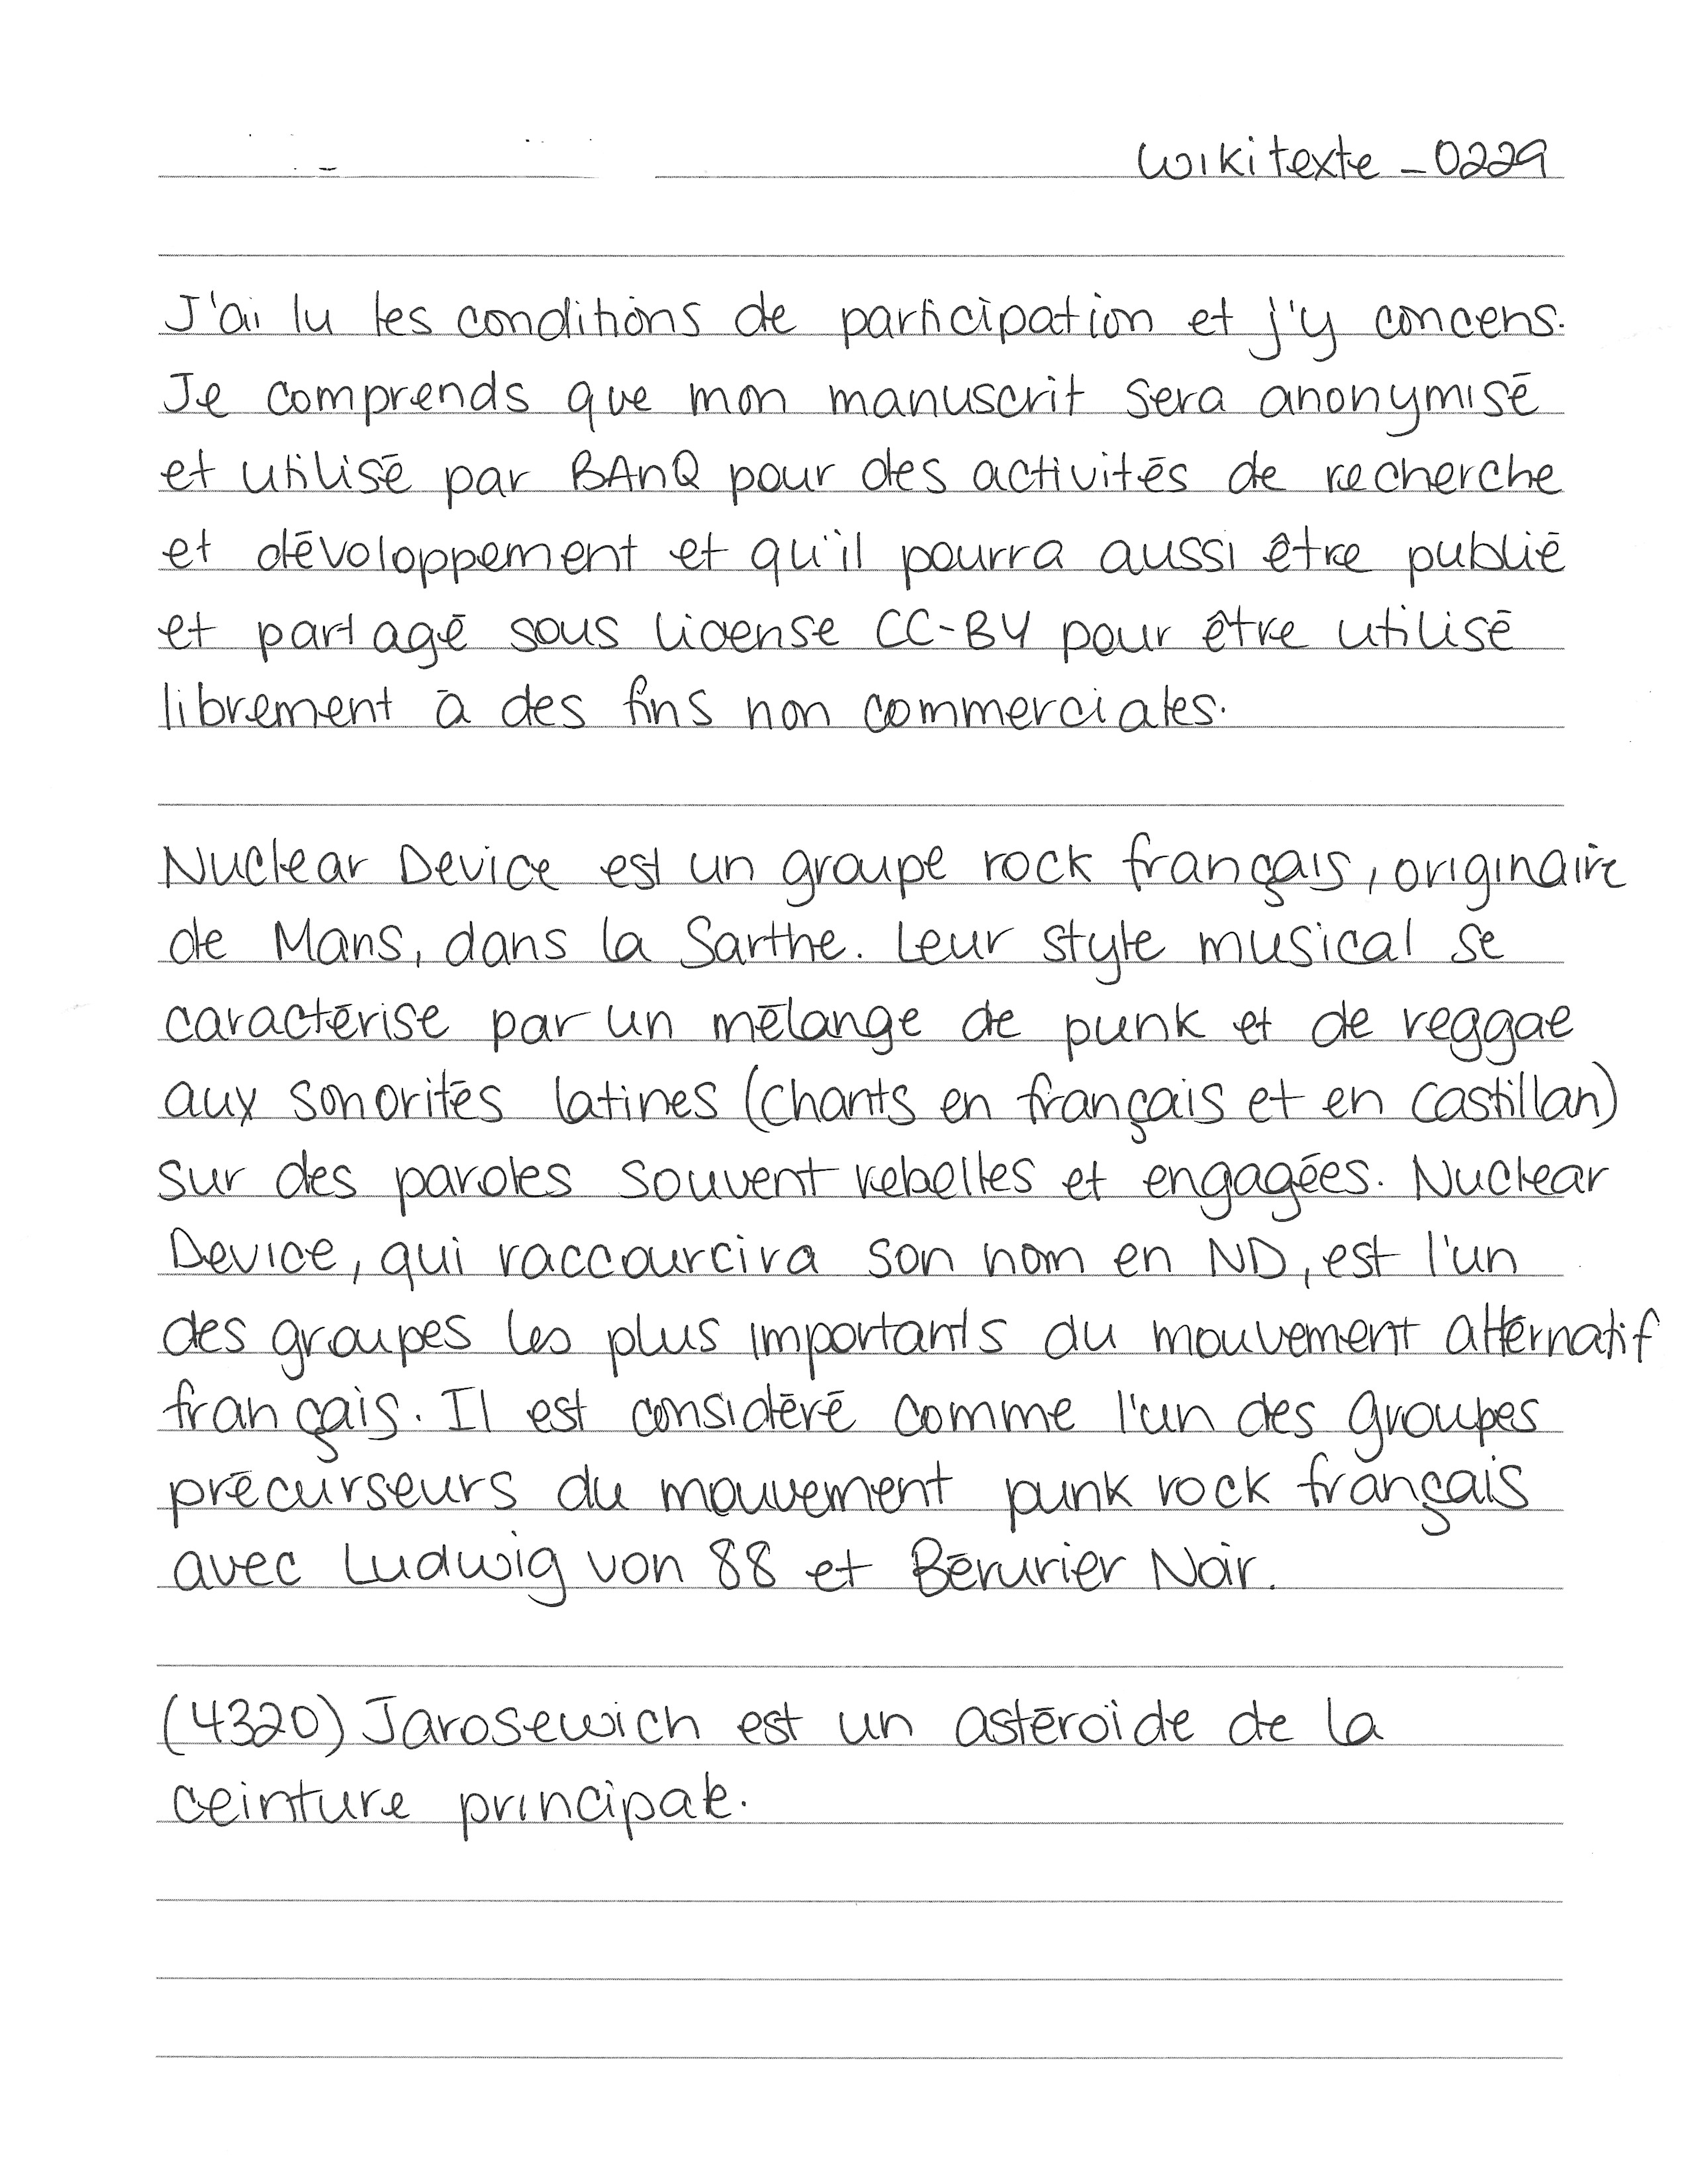 Wikitexte_0229
J'ai lu les conditions de participation et j'y concens.
Je comprends que mon manuscrit sera anonymisé
et utilisé par BAnQ pour des activités de recherche
et dévoloppement et qu'il pourra aussi être publié
et partagé sous license CC-BY pour être utilisé
librement à des fins non commerciales.
Nuclear Device est un groupe rock français, originaire
de Mans, dans la Sarthe. Leur style musical se
caractérise par un mélange de punk et de reggae
aux sonorités latines (chants en français et en castillan)
sur des paroles souvent rebelles et engagées. Nuclear
Device, qui raccourcira son nom en ND, est l'un
des groupes les plus importants du mouvement alternatif
français. Il est considéré comme l'un des groupes
précurseurs du mouvement punk rock français
avec Ludwig von 88 et Bérurier Noir.
(4320) Jarosewich est un astéroïde de la
ceinture principale.